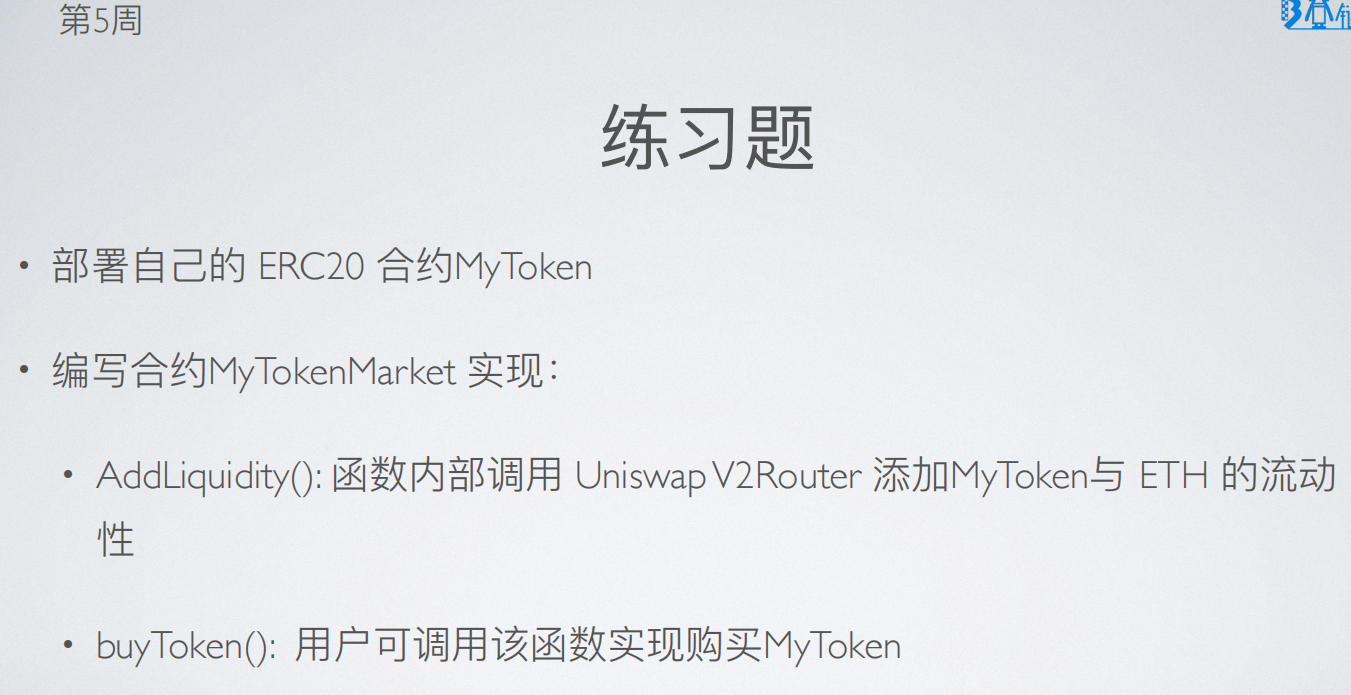 第5周
练习题
• 部署自己的 ERC20 合约MyToken
• 编写合约MyTokenMarket 实现：
• AddLiquidity(): 函数内部调用 Uniswap V2Router 添加MyToken与 ETH 的流动
性
• buyToken(): 用户可调用该函数实现购买MyToken